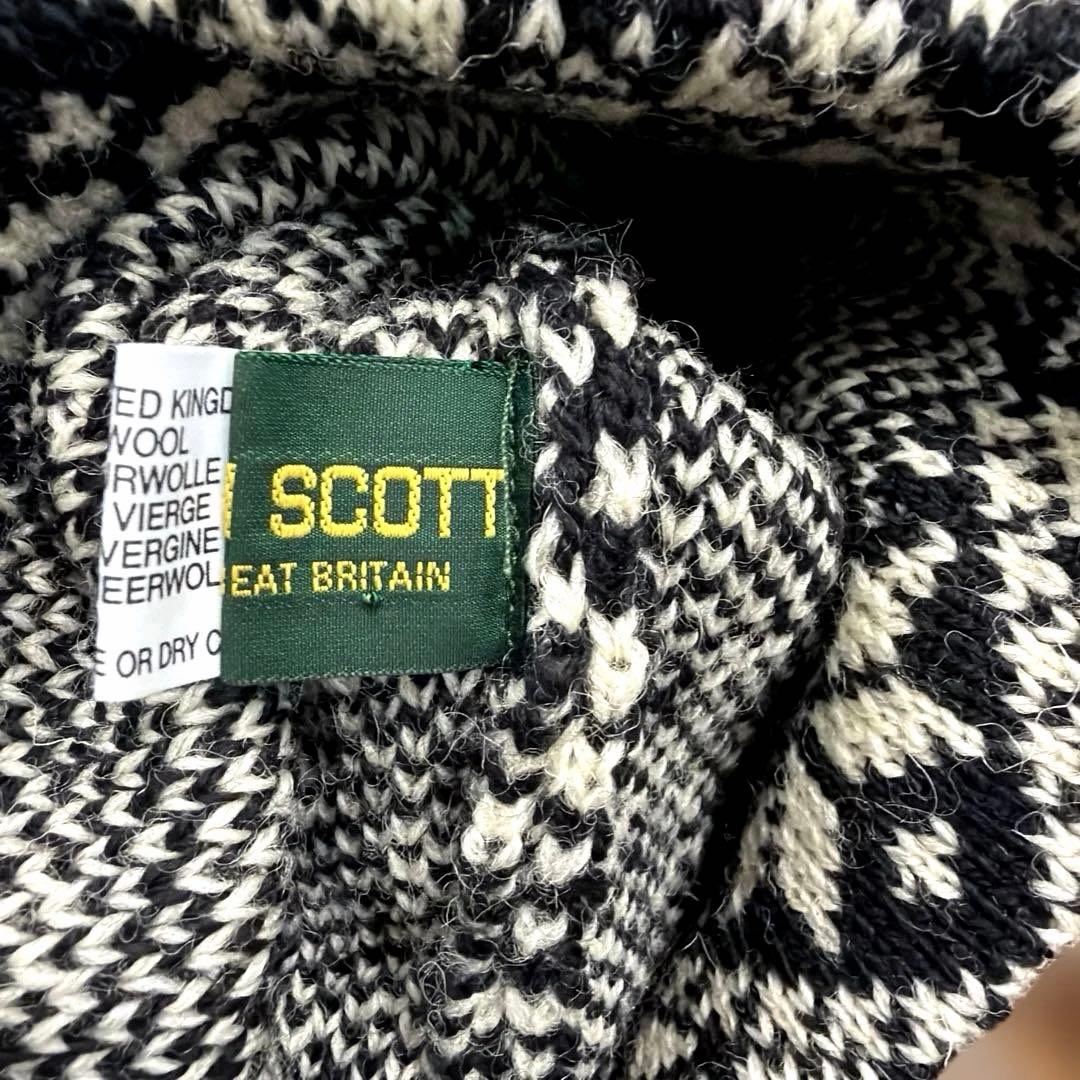 ED KINGD
WOOL
RWOLLE
VIERGE
VERGINE
EERWOL
E OR DRY C
SCOTT
EAT BRITAIN